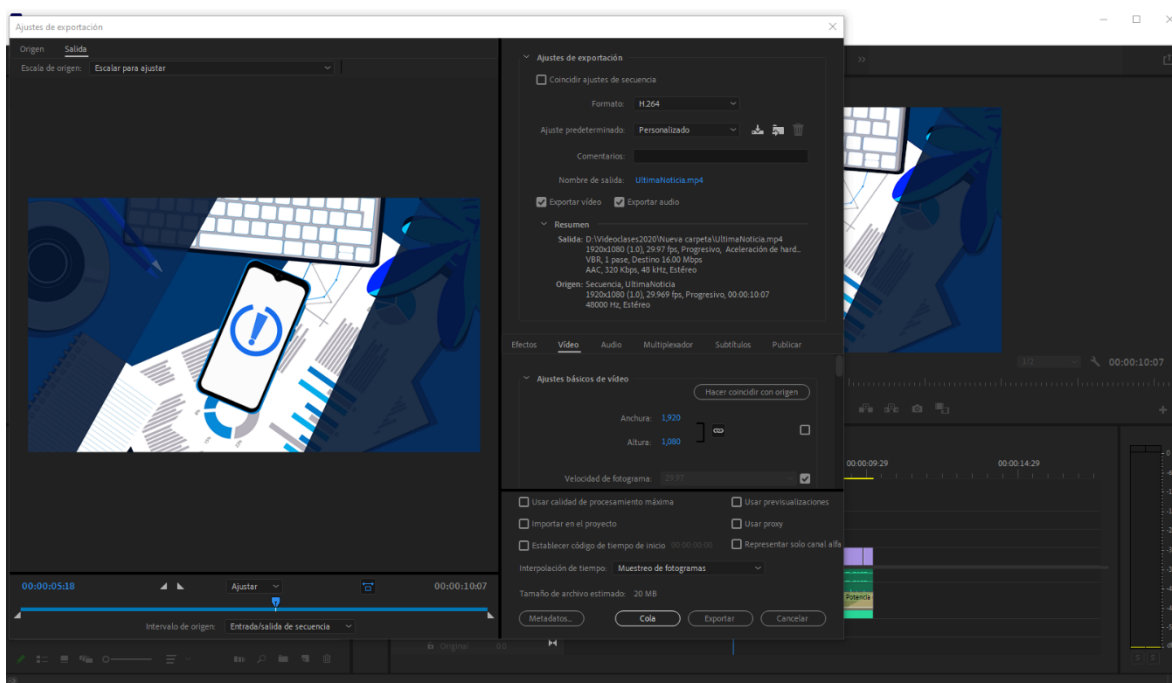 Ajustes de exportación
Origen Salida
Escala de origen: Escalar para ajustar
Ajustes de exportación
Coincidir ajustes de secuencia
Formato: H.264
Ajuste predeterminado: Personalizado
Comentarios:
Nombre de salida: UltimaNoticia.mp4
Exportar vídeo Exportar audio
Resumen
Salida: D:\Videoclases2020\Nueva carpeta\UltimaNoticia.mp4
1920x1080 (1.0), 29.97 fps, Progresivo, Aceleración de hard..
VBR, 1 pase, Destino 16.00 Mbps
AAC, 320 Kbps, 48 kHz, Estéreo
Origen: Secuencia, UltimaNoticia
1920x1080 (1.0), 29.969 fps, Progresivo, 00:00:10:07
48000 Hz, Estéreo
Efectos Vídeo Audio Multiplexador Subtítulos Publicar
Ajustes básicos de vídeo
Hacer coincidir con origen
Anchura: 1,920
Altura: 1,080
Velocidad de fotograma: 29.97
Usar calidad de procesamiento máxima Usar previsualizaciones
Importar en el proyecto Usar proxy
Establecer código de tiempo de inicio 00:00:00:00 Representar solo canal alfa
Interpolación de tiempo: Muestreo de fotogramas
Tamaño de archivo estimado: 20 MB
Metadatos... Cola Exportar Cancelar
00:00:05:18 Ajustar 00:00:10:07
Intervalo de origen: Entrada/salida de secuencia
1/2 00:00:10:07
00:00:09:29 00:00:14:29
Potencia
S S